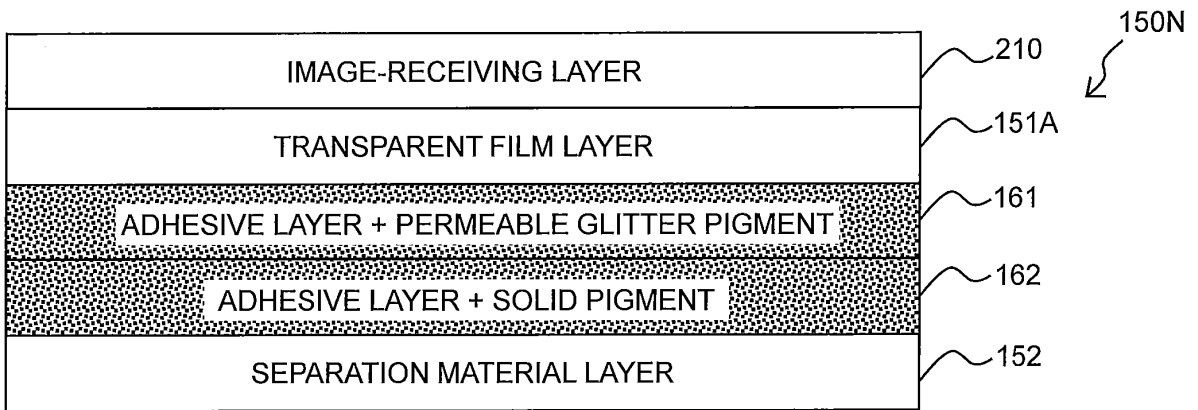 150N
IMAGE-RECEIVING LAYER 210
TRANSPARENT FILM LAYER 151A
ADHESIVE LAYER + PERMEABLE GLITTER PIGMENT 161
ADHESIVE LAYER + SOLID PIGMENT 162
SEPARATION MATERIAL LAYER 152